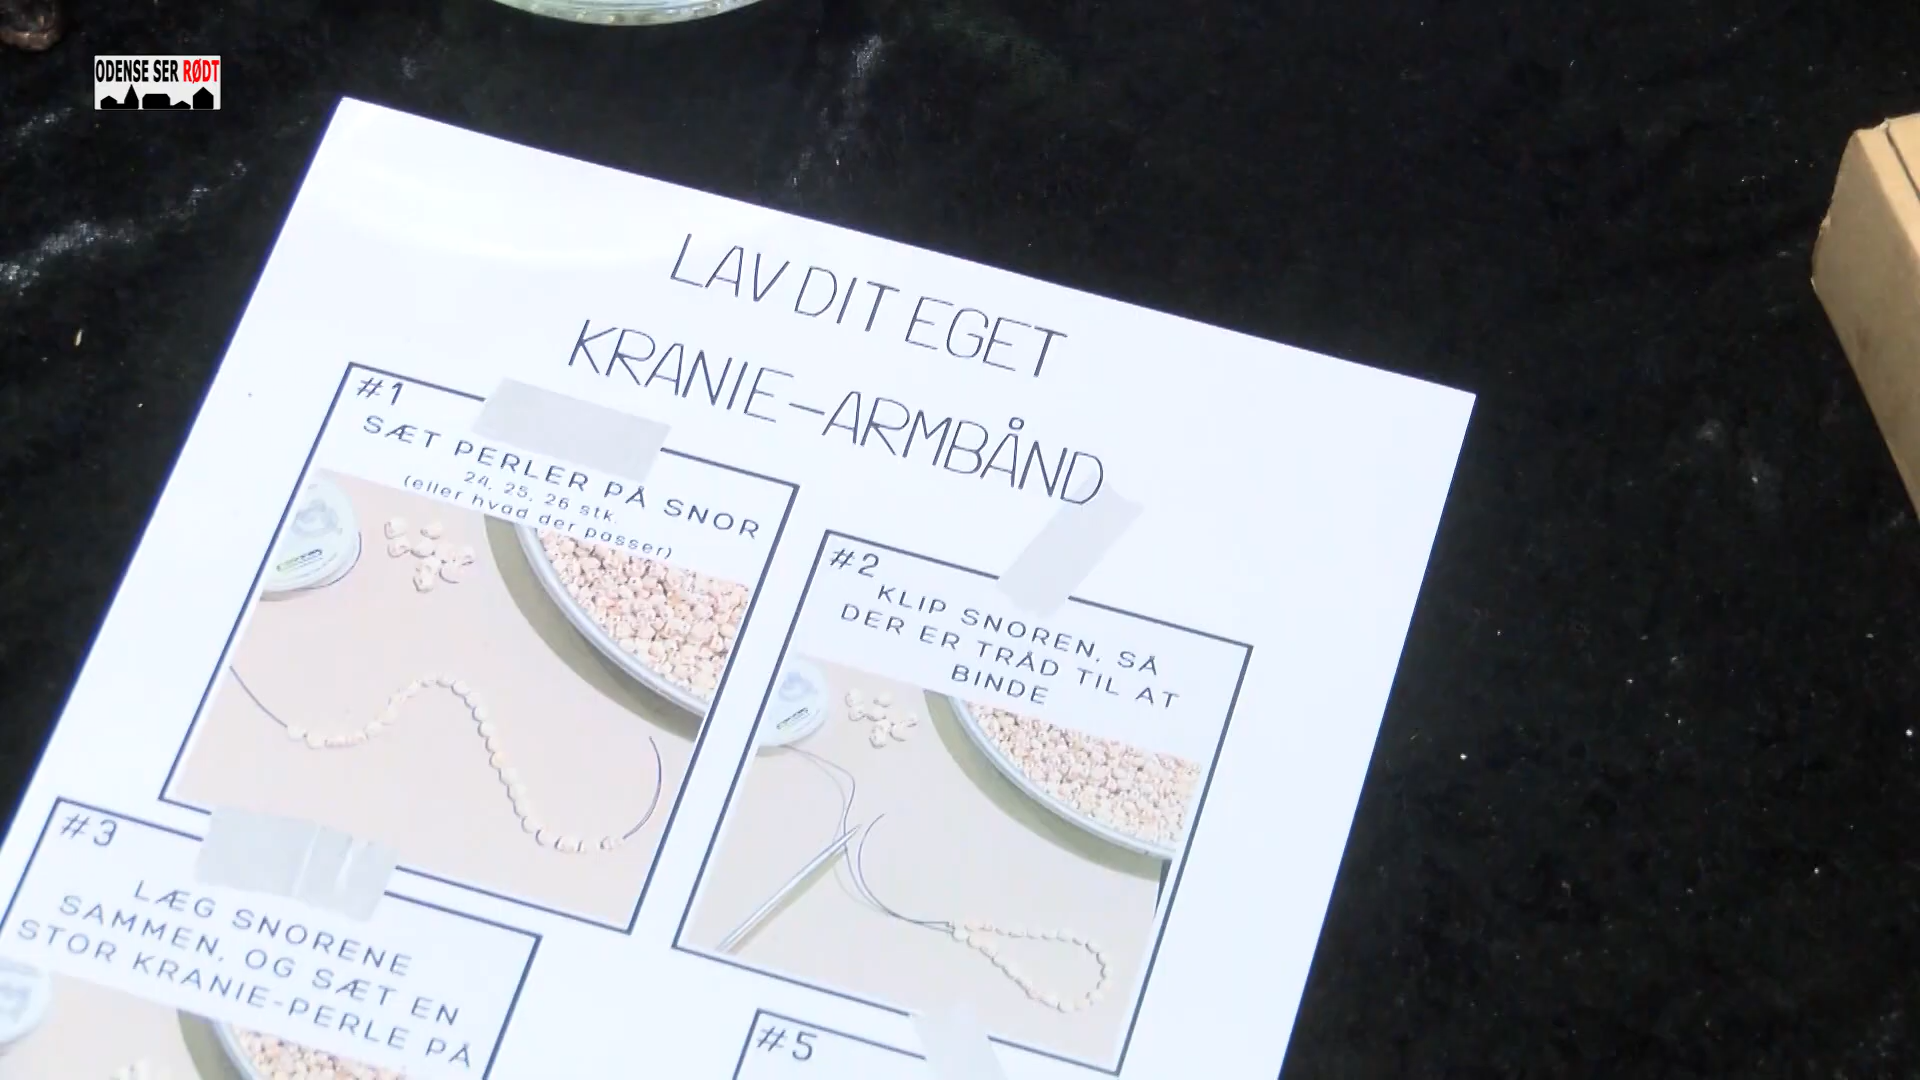 ODENSE SER RØDT
LAV DIT EGET
KRANIE-ARMBÅND
#1
SÆT PERLER PÅ SNOR
24, 25, 26 stk.
(eller hvad der passer)
#2
KLIP SNOREN, SÅ
DER ER TRÅD TIL AT
BINDE
#3
LÆG SNORENE
SAMMEN, OG SÆT EN
STOR KRANIE-PERLE PÅ
#5